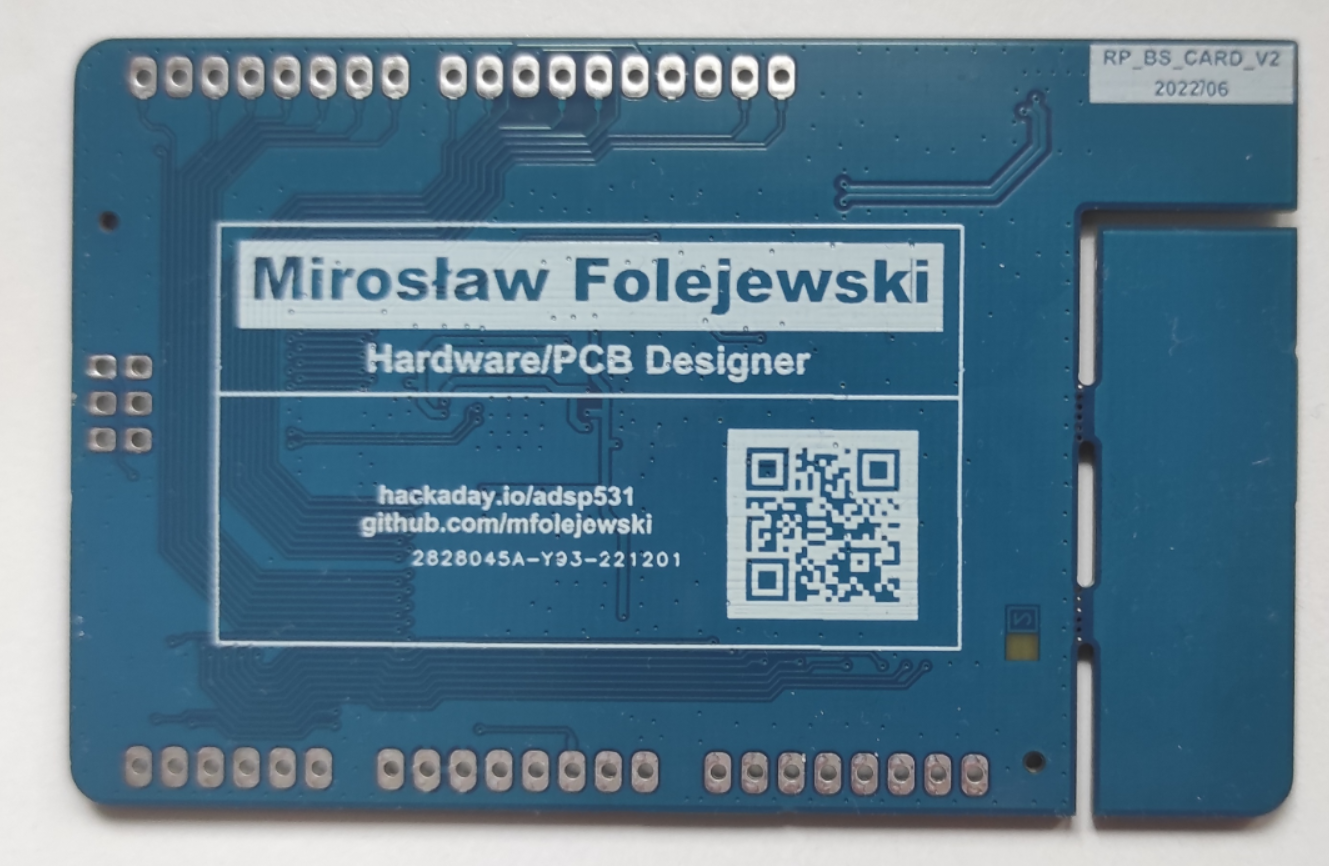 RP_BS_CARD_V2
2022/06
Mirosław Folejewski
Hardware/PCB Designer
hackaday.io/adsp531
github.com/mfolejewski
2828045A-Y93-221201